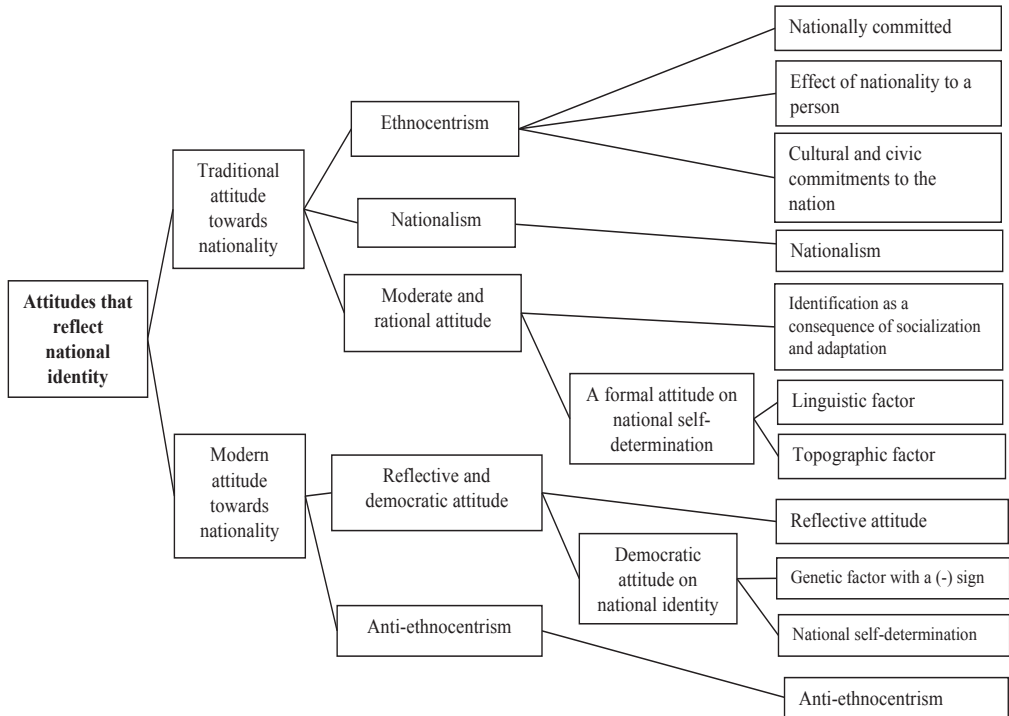 Attitudes that
reflect
national
identity
Traditional
attitude
towards
nationality
Modern
attitude
towards
nationality
Ethnocentrism
Nationalism
Moderate and
rational attitude
A formal attitude on
national self-
determination
Reflective and
democratic attitude
Democratic
attitude on
national identity
Anti-ethnocentrism
Nationally committed
Effect of nationality to a
person
Cultural and civic
commitments to the
nation
Nationalism
Identification as a
consequence of socialization
and adaptation
Linguistic factor
Topographic factor
Reflective attitude
Genetic factor with a (-) sign
National self-determination
Anti-ethnocentrism